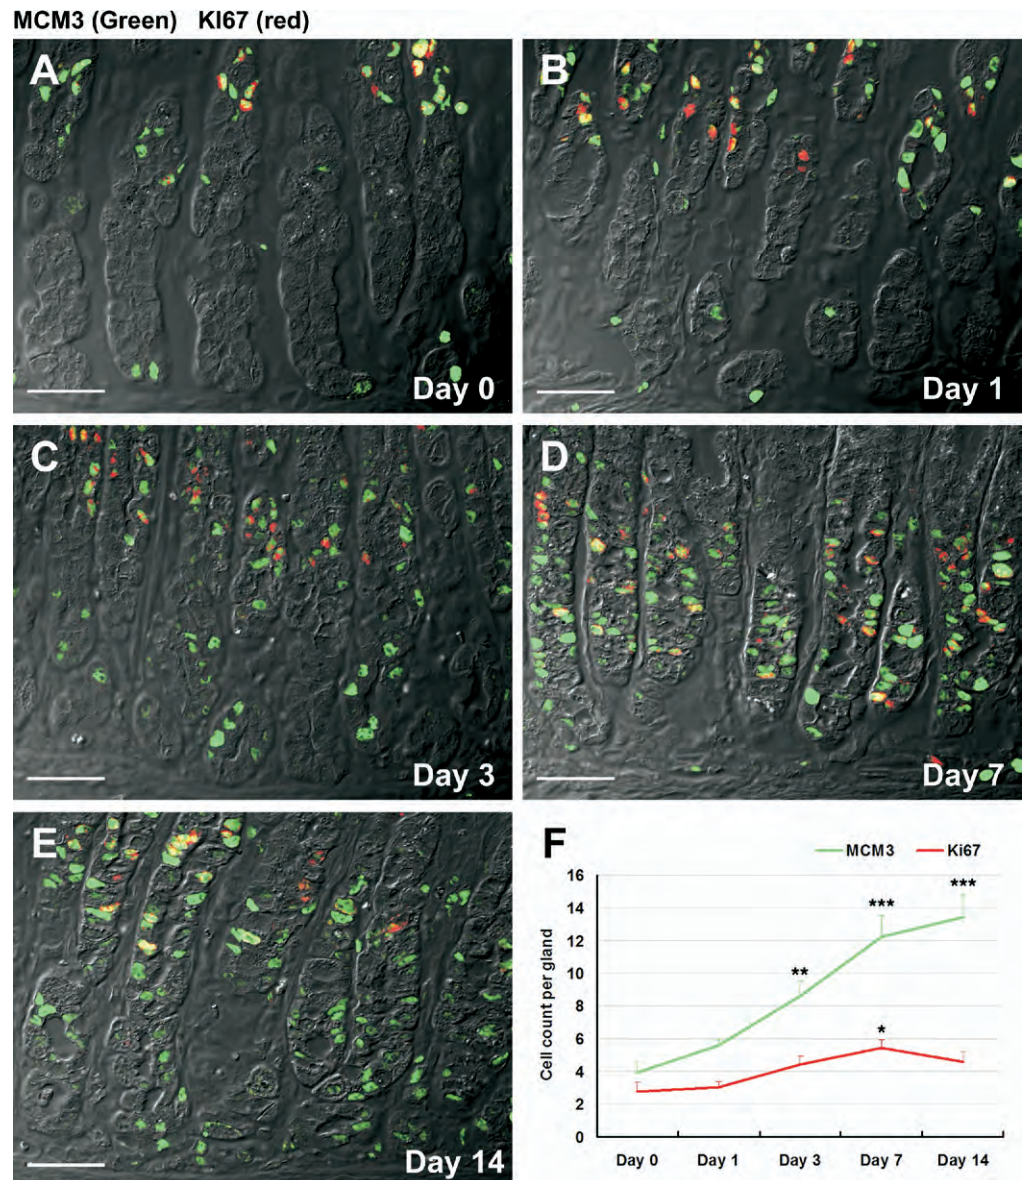 MCM3 (Green) KI67 (red)
A
Day 0
B
Day 1
C
Day 3
D
Day 7
E
Day 14
F
MCM3 Ki67
Cell count per gland
16
14
12
10
8
6
4
2
0
***
***
**
*
Day 0 Day 1 Day 3 Day 7 Day 14